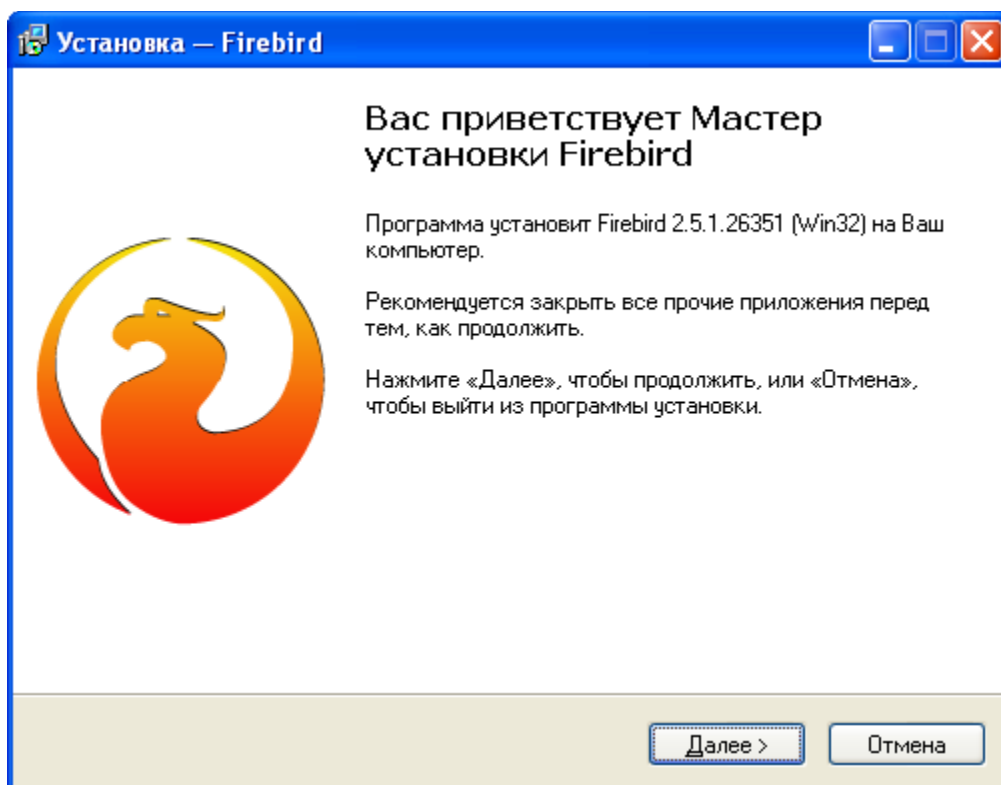 Установка — Firebird
Вас приветствует Мастер
установки Firebird
Программа установит Firebird 2.5.1.26351 (Win32) на Ваш
компьютер.
Рекомендуется закрыть все прочие приложения перед
тем, как продолжить.
Нажмите «Далее», чтобы продолжить, или «Отмена»,
чтобы выйти из программы установки.
Далее >
Отмена